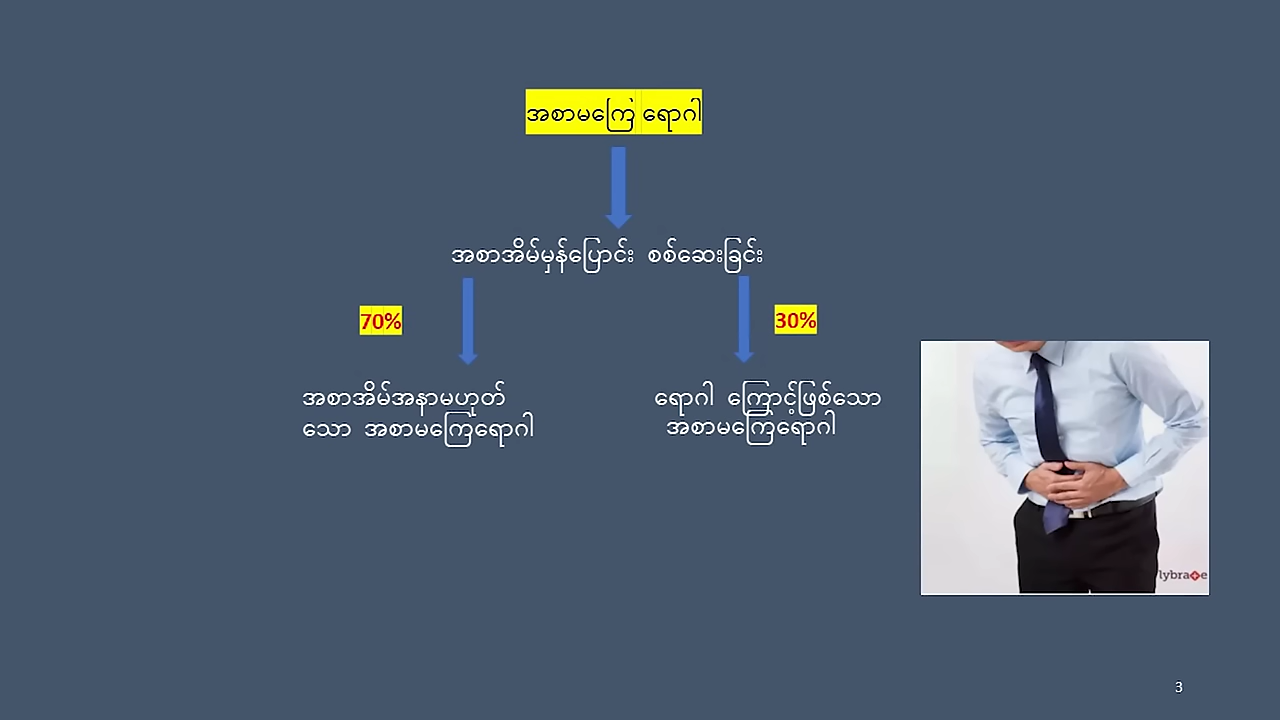 အစာမကြေ ရောဂါ
အစာအိမ်မှန်ပြောင်း စစ်ဆေးခြင်း
70%
30%
အစာအိမ်အနာမဟုတ်
သော အစာမကြေရောဂါ
ရောဂါ ကြောင့်ဖြစ်သော
အစာမကြေရောဂါ
lybrate
3